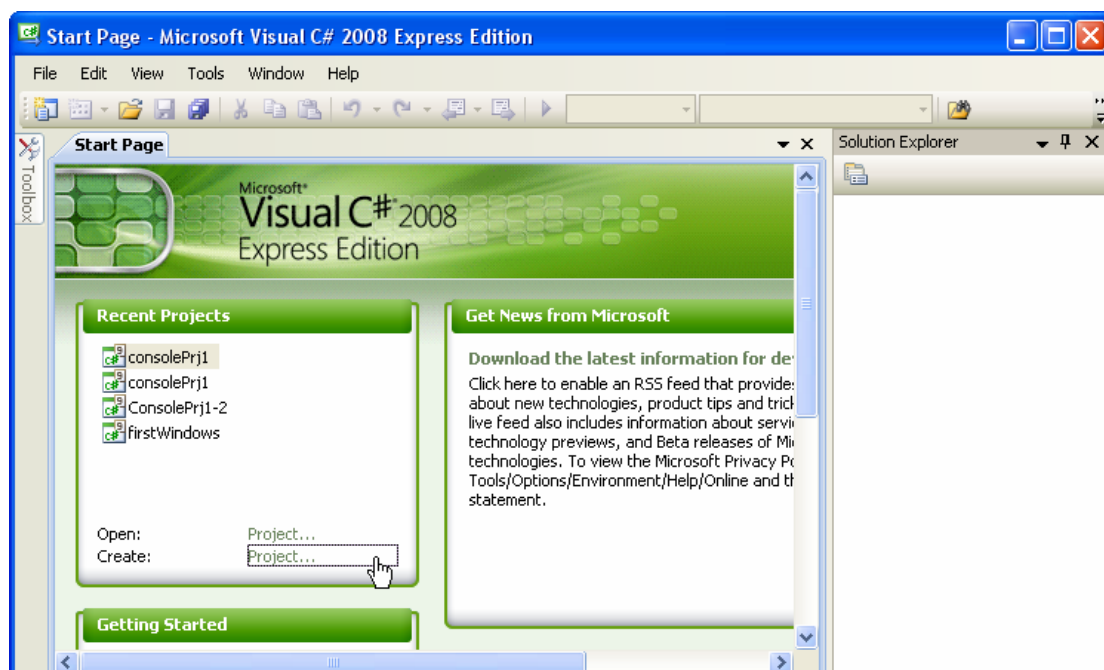 Start Page - Microsoft Visual C# 2008 Express Edition
File Edit View Tools Window Help
Toolbox
Start Page
Solution Explorer
Microsoft®
Visual C# 2008
Express Edition
Recent Projects
consolePrj1
consolePrj1
ConsolePrj1-2
firstWindows
Open: Project...
Create: Project...
Getting Started
Get News from Microsoft
Download the latest information for de
Click here to enable an RSS feed that provides
about new technologies, product tips and trick
live feed also includes information about servi
technology previews, and Beta releases of Mi
technologies. To view the Microsoft Privacy Po
Tools/Options/Environment/Help/Online and th
statement.